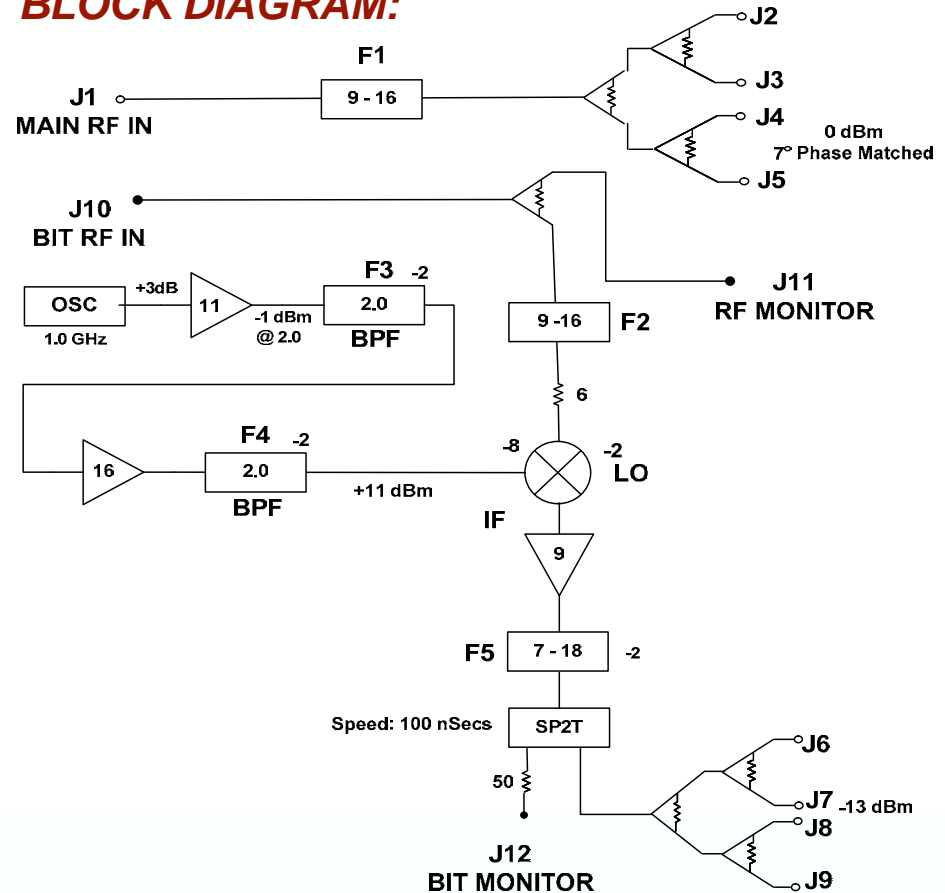 BLOCK DIAGRAM:
J2
F1
J1
9 - 16
J3
MAIN RF IN
J4
0 dBm
7° Phase Matched
J5
J10
BIT RF IN
J11
RF MONITOR
F3 -2
+3dB
OSC
11
2.0
-1 dBm
@ 2.0
BPF
1.0 GHz
9 -16
F2
6
F4 -2
-8
-2
LO
16
2.0
+11 dBm
BPF
IF
9
F5
7 - 18
-2
Speed: 100 nSecs
SP2T
J6
50
J7 -13 dBm
J8
J12
BIT MONITOR
J9